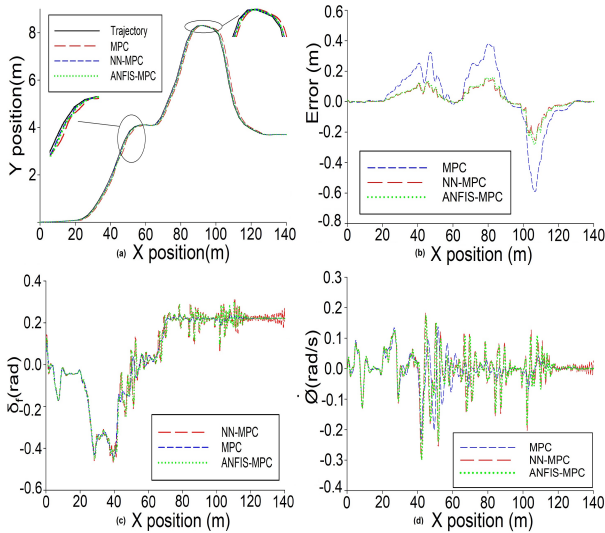 Y position(m)
8
6
4
2
Trajectory
MPC
NN-MPC
ANFIS-MPC
0 20 40 60 80 100 120 140
(a) X position(m)
Error (m)
0.6
0.4
0.2
0.0
-0.2
-0.4
-0.6
-0.8
MPC
NN-MPC
ANFIS-MPC
0 20 40 60 80 100 120 140
(b) X position (m)
δf(rad)
0.4
0.2
0.0
-0.2
-0.4
-0.6
NN-MPC
MPC
ANFIS-MPC
0 20 40 60 80 100 120 140
(c) X position (m)
Ø̇(rad/s)
0.3
0.2
0.1
0.0
-0.1
-0.2
-0.3
-0.4
MPC
NN-MPC
ANFIS-MPC
0 20 40 60 80 100 120 140
(d) X position (m)